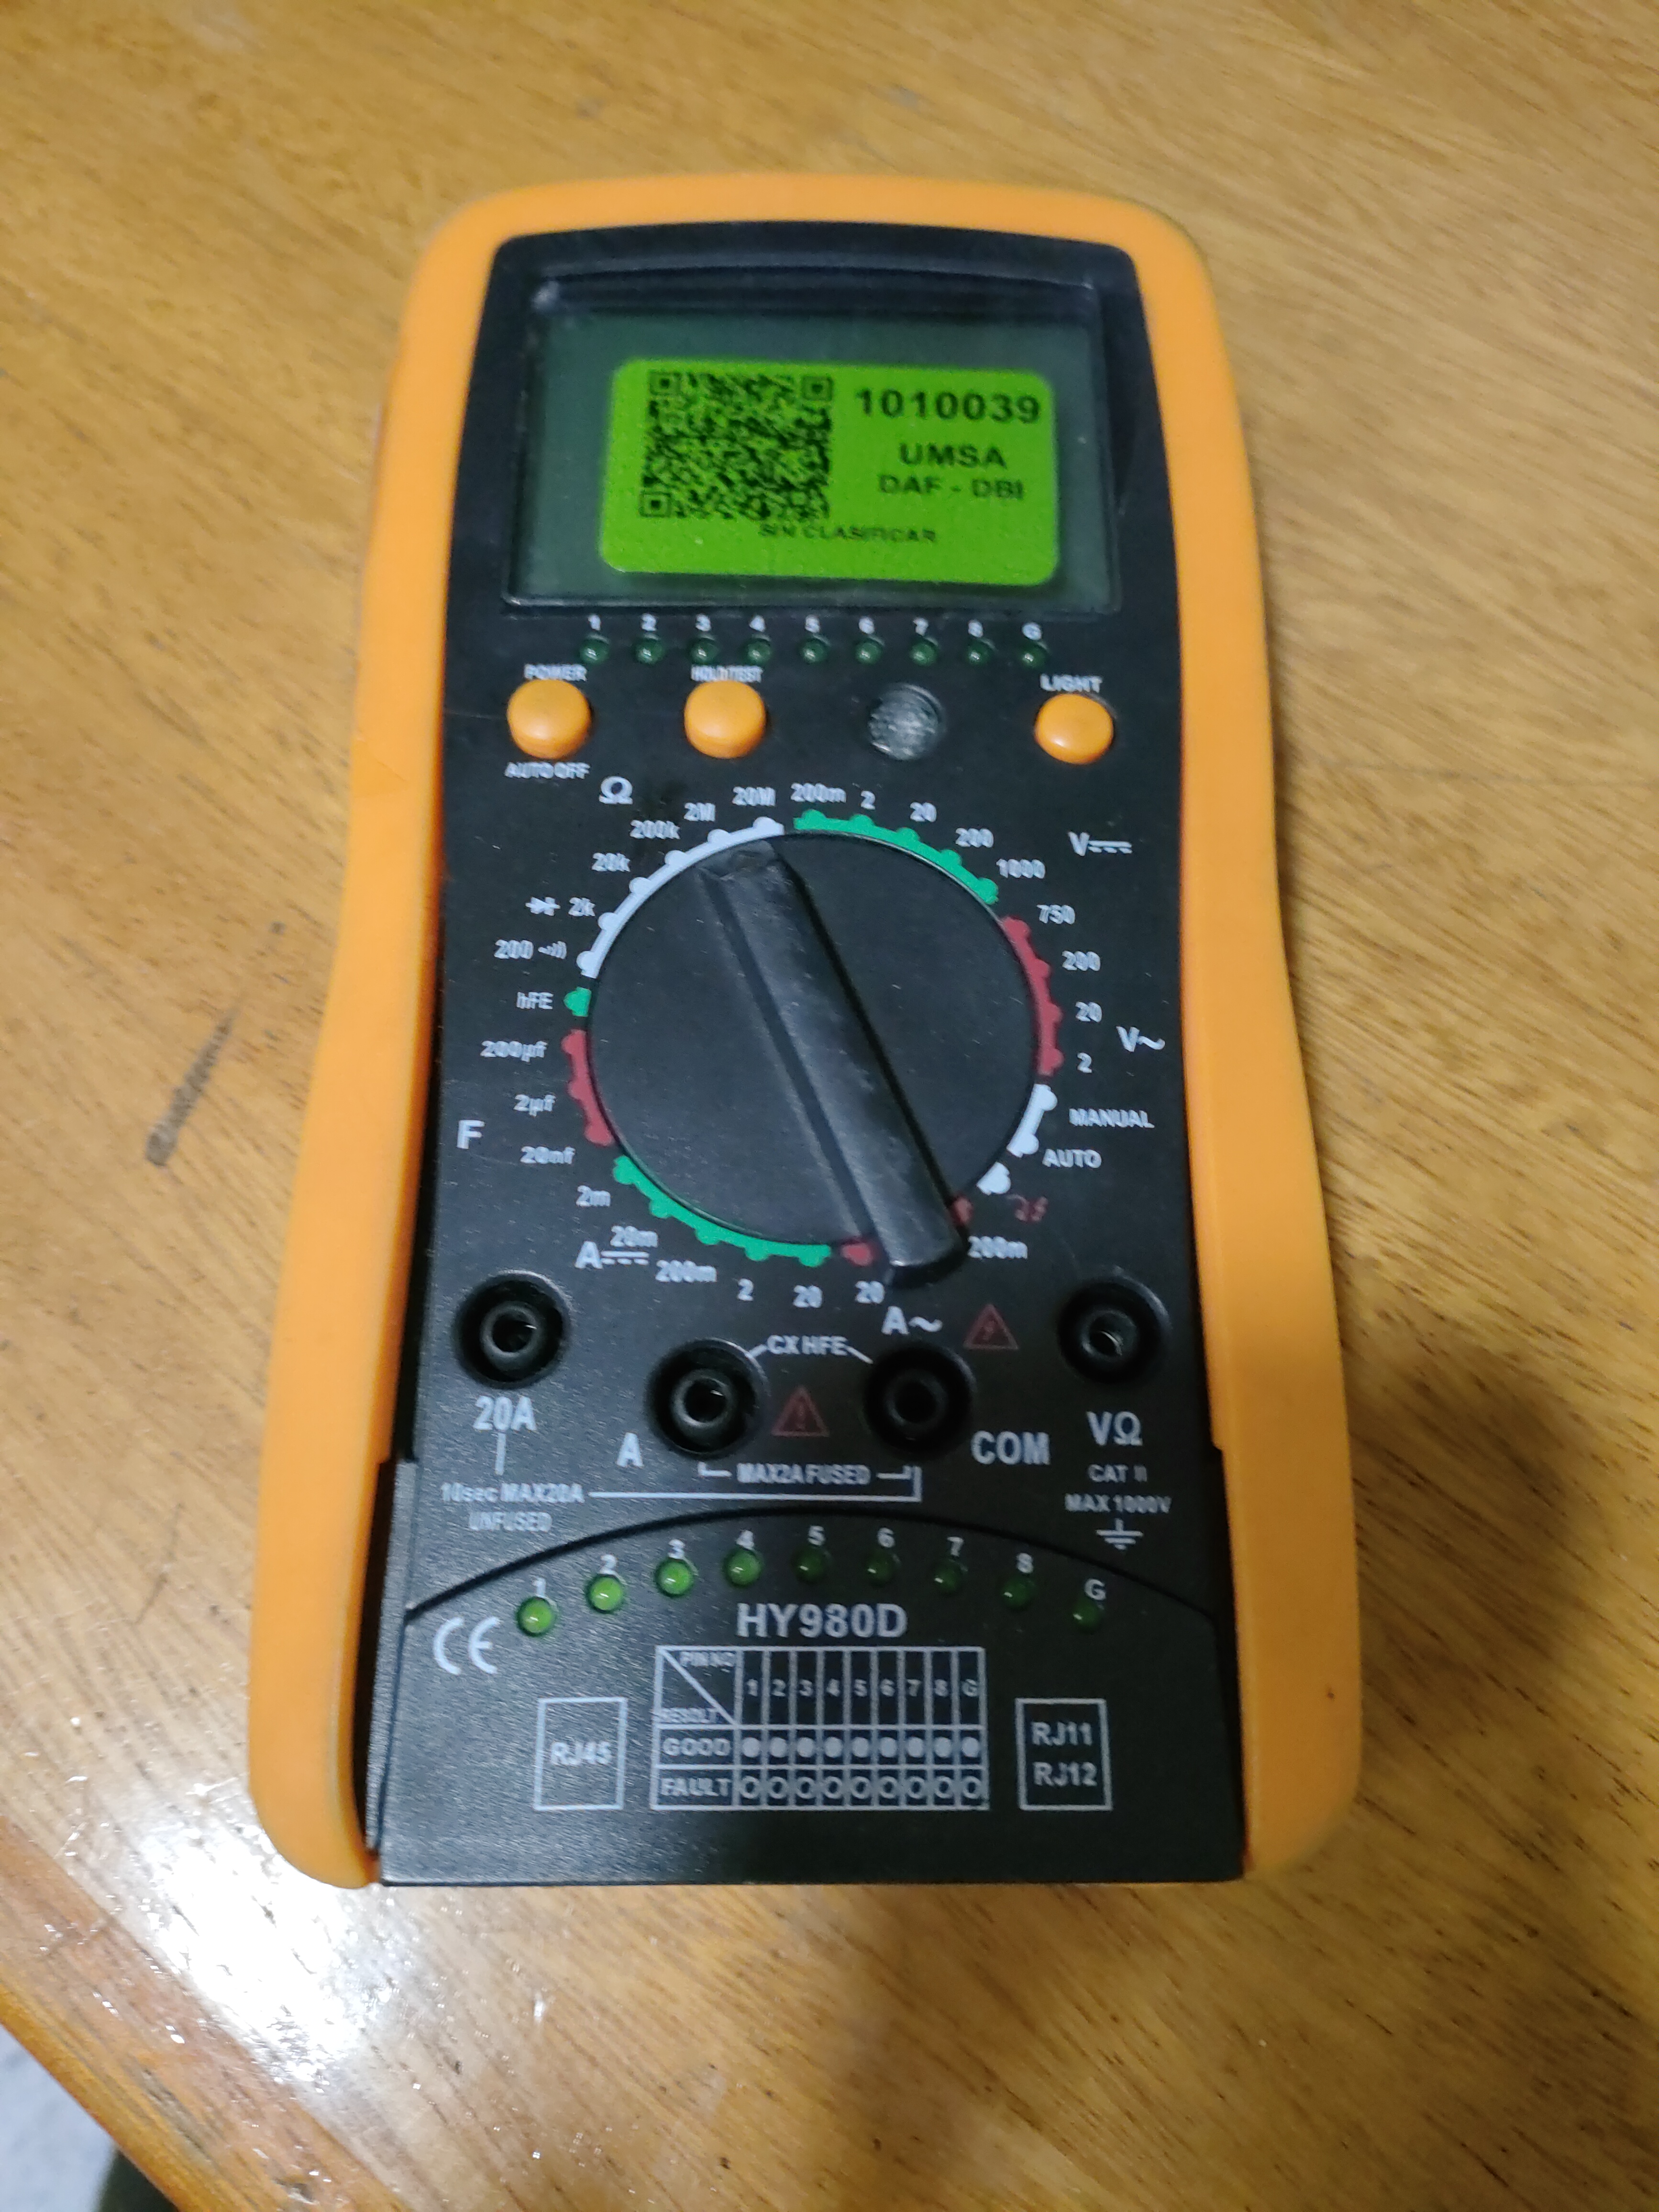 1010039
UMSA
DAF - DBI
SIN CLASIFICAR
1 2 3 4 5 6 7 8 G
POWER HOLD/TEST LIGHT
AUTO OFF
Ω
200 2k 20k 200k 2M 20M
200m 2 20 200 1000
V
750 200 20 2
V~
MANUAL
AUTO
hFE
200µf
2µf
20nf
F
2m 20m 200m 2 20
A
20 200m
A~
CX HFE
20A
A
COM
VΩ
MAX2A FUSED
CAT II
10sec MAX20A
MAX 1000V
UNFUSED
1 2 3 4 5 6 7 8 G
CE
HY980D
PIN NO 1 2 3 4 5 6 7 8 G
RESOLT
GOOD
FAULT
RJ45
RJ11
RJ12